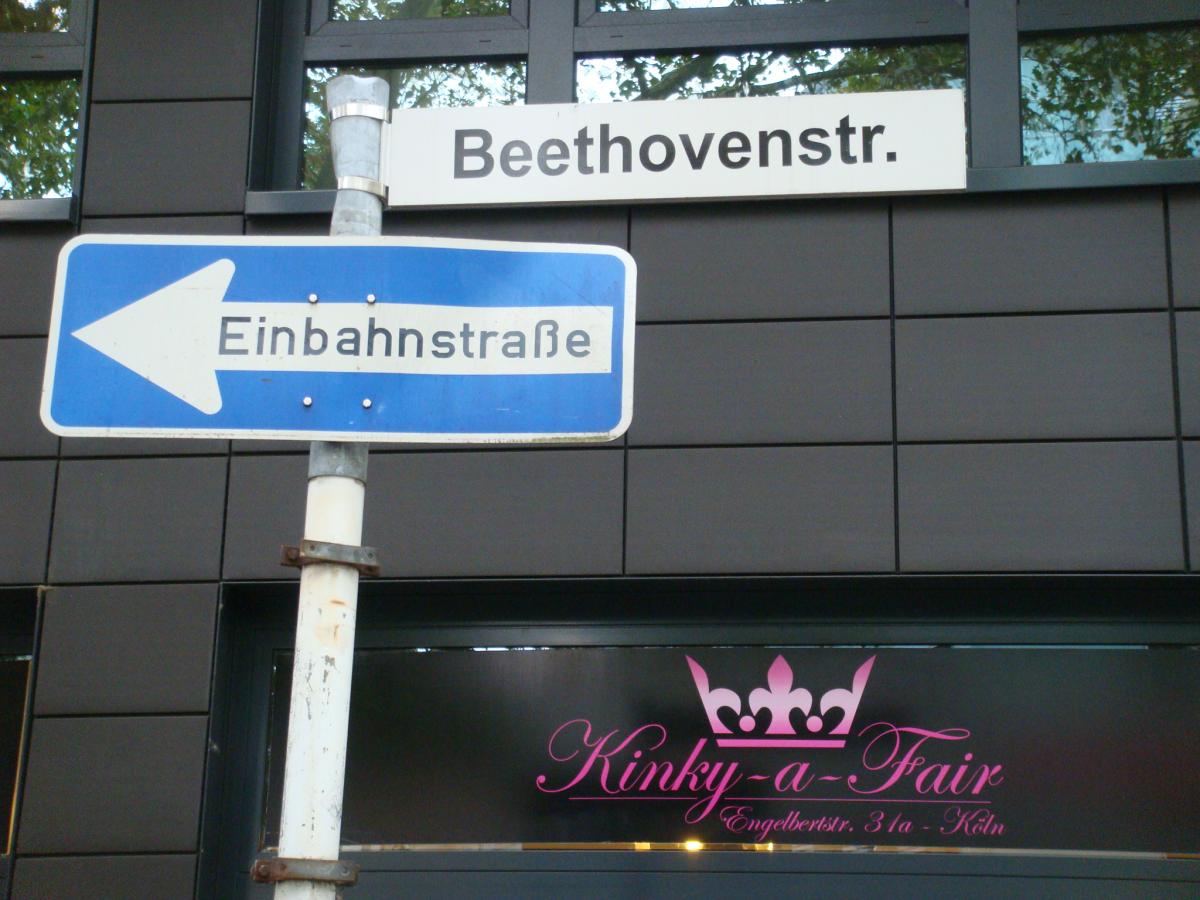 Beethovenstr.
Einbahnstraße
Kinky-a-Fair
Engelbertstr. 31a - Köln